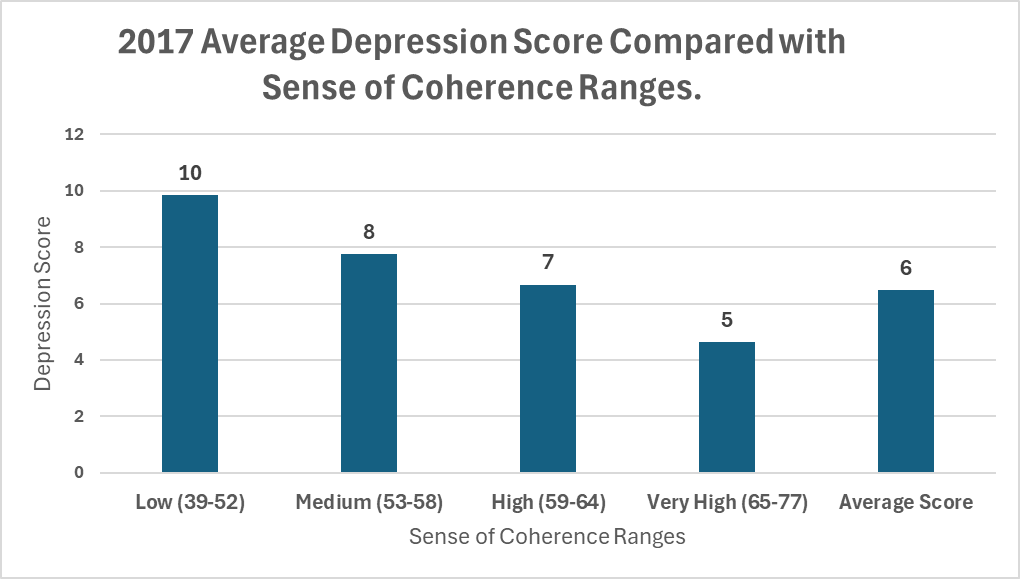 2017 Average Depression Score Compared with
Sense of Coherence Ranges.
12
10
8
6
4
2
0
Depression Score
10
8
7
5
6
Low (39-52)
Medium (53-58)
High (59-64)
Very High (65-77)
Average Score
Sense of Coherence Ranges